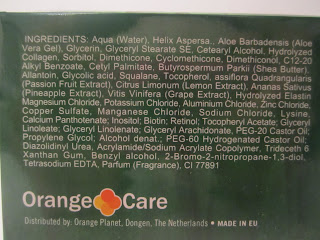 INGREDIENTS: Aqua (Water), Helix Aspersa., Aloe Barbadensis (Aloe
Vera Gel), Glycerin, Glyceryl Stearate SE, Cetearyl Alcohol, Hydrolyzed
Collagen, Sorbitol, Dimethicone, Cyclomethicone, Dimethiconol, C12-20
Alkyl Benzoate, Cetyl Palmitate, Butyrospermum Parkii (Shea Butter),
Allantoin, Glycolic acid, Squalane, Tocopherol, assiflora Quadrangularis
(Passion Fruit Extract), Citrus Limonum (Lemon Extract), Ananas Sativus
(Pineapple Extract), Vitis Vinifera (Grape Extract), Hydrolyzed Elastin
Magnesium Chloride, Potassium Chloride, Aluminium Chloride, Zinc Chloride,
Copper Sulfate, Manganese Chloride, Sodium Chloride, Lysine,
Calcium Panthotenate, Inositol; Biotin; Retinol; Tocopheryl Acetate; Glyceryl
Linoleate; Glyceryl Linolenate; Glyceryl Arachidonate, PEG-20 Castor Oil;
Propylene Glycol; Alcohol denat.; PEG-60 Hydrogenated Castor Oil;
Diazolidinyl Urea, Acrylamide/Sodium Acrylate Copolymer, Trideceth 6
Xanthan Gum, Benzyl alcohol, 2-Bromo-2-nitropropane-1,3-diol,
Tetrasodium EDTA, Parfum (Fragrance), CI 77891
Orange Care
Distributed by: Orange Planet, Dongen, The Netherlands • MADE IN EU